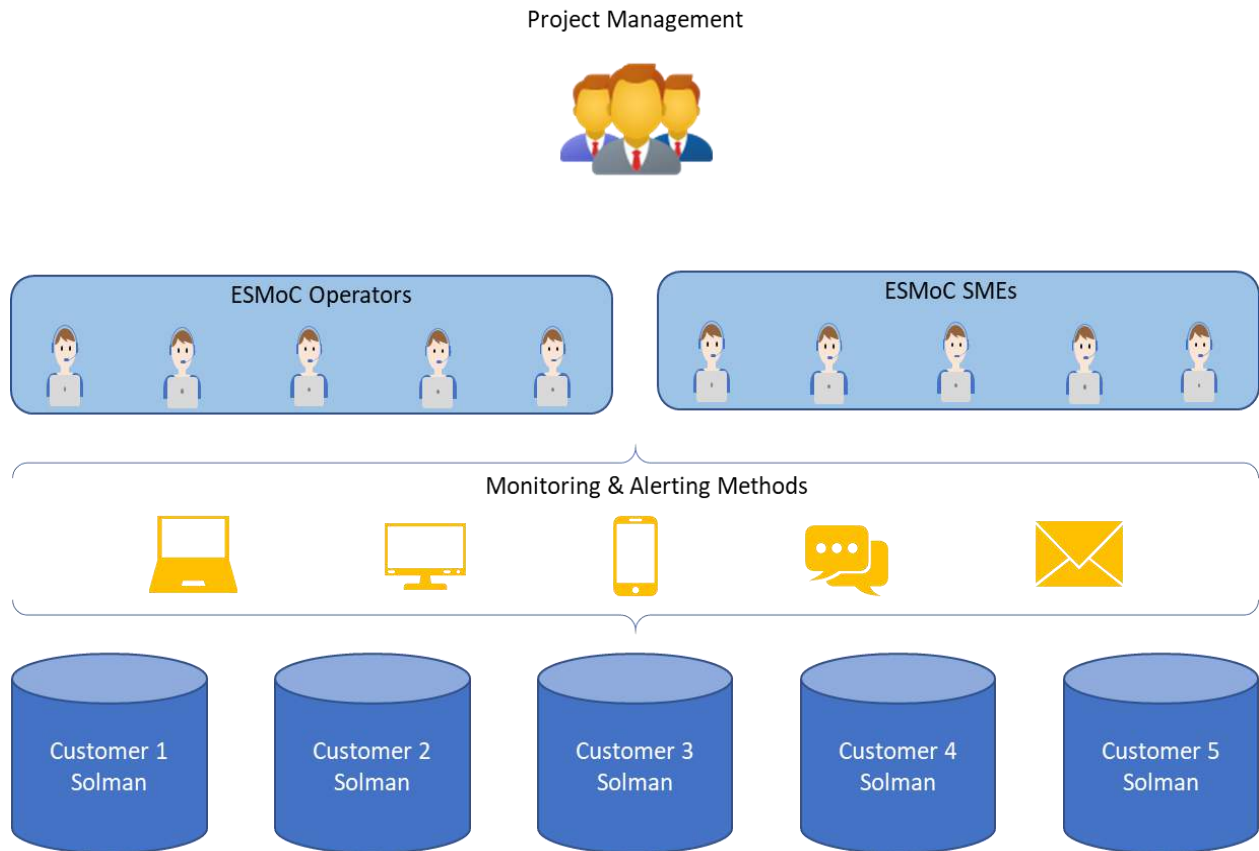 Project Management
ESMoC Operators
ESMoC SMEs
Monitoring & Alerting Methods
Customer 1
Solman
Customer 2
Solman
Customer 3
Solman
Customer 4
Solman
Customer 5
Solman